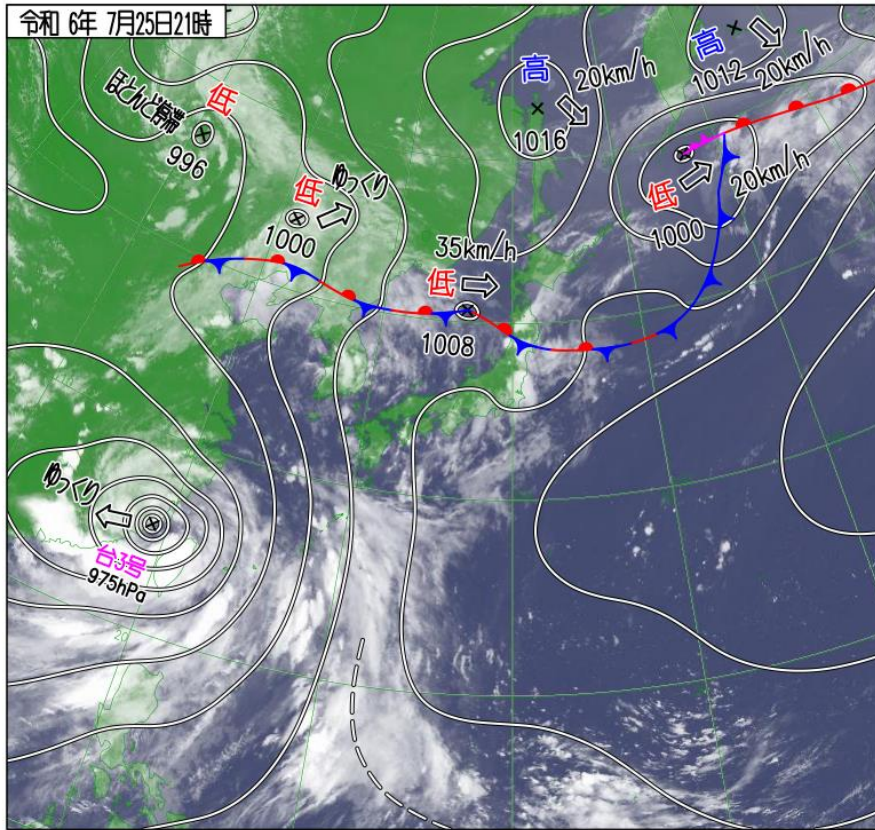 令和 6年 7月25日21時
高
1012
20km/h
高
1016
20km/h
低
ほとんど停滞
996
低
ゆっくり
1000
低
20km/h
1000
35km/h
低
1008
ゆっくり
台3号
975hPa
20